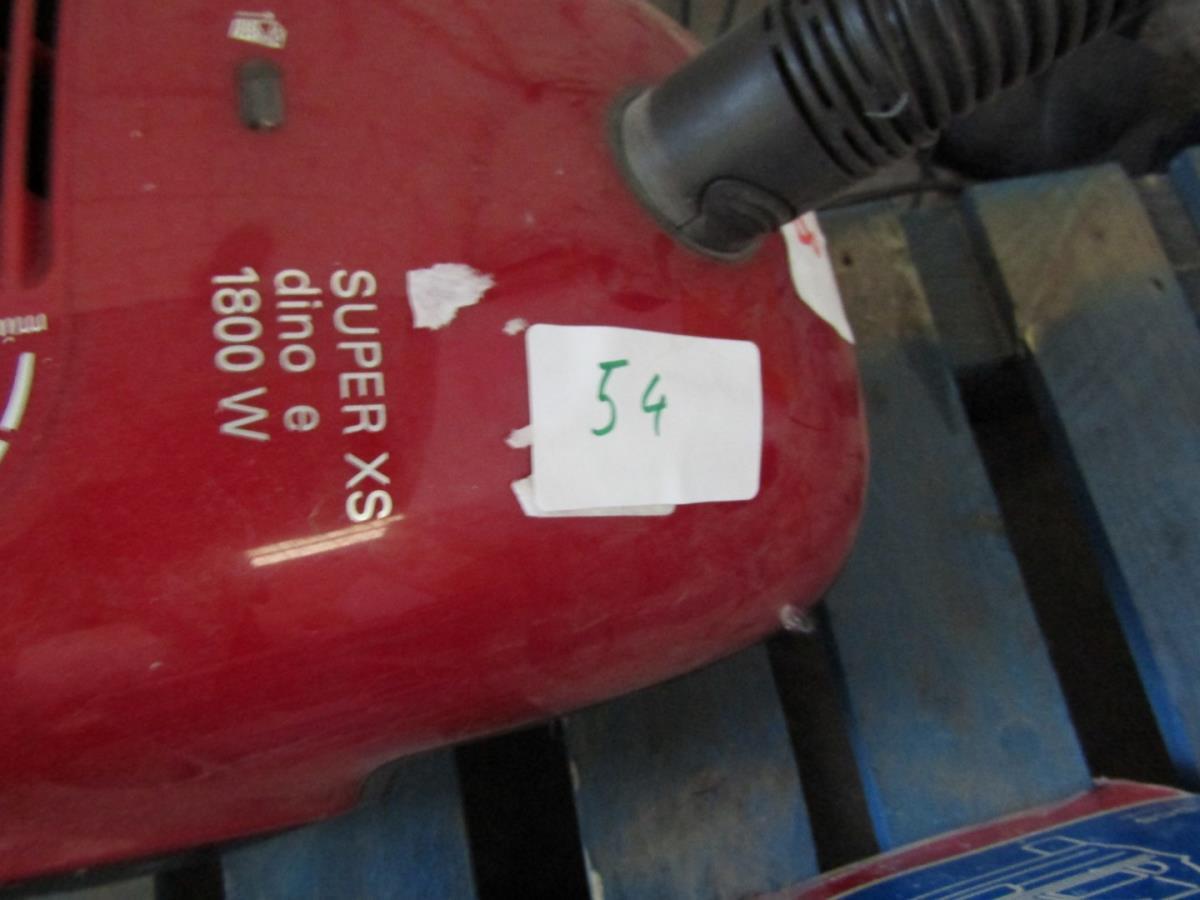 SUPER XS
dino e
1800 W
54